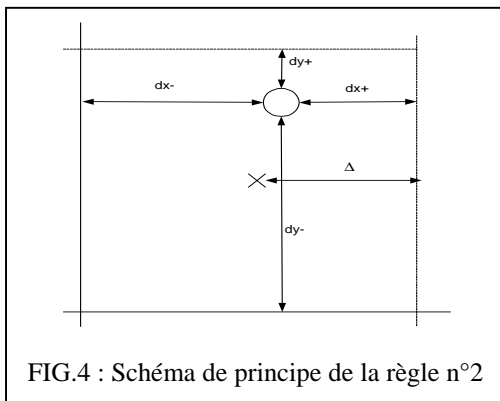 dy+
dx-
dx+
Δ
dy-
FIG.4 : Schéma de principe de la règle n°2